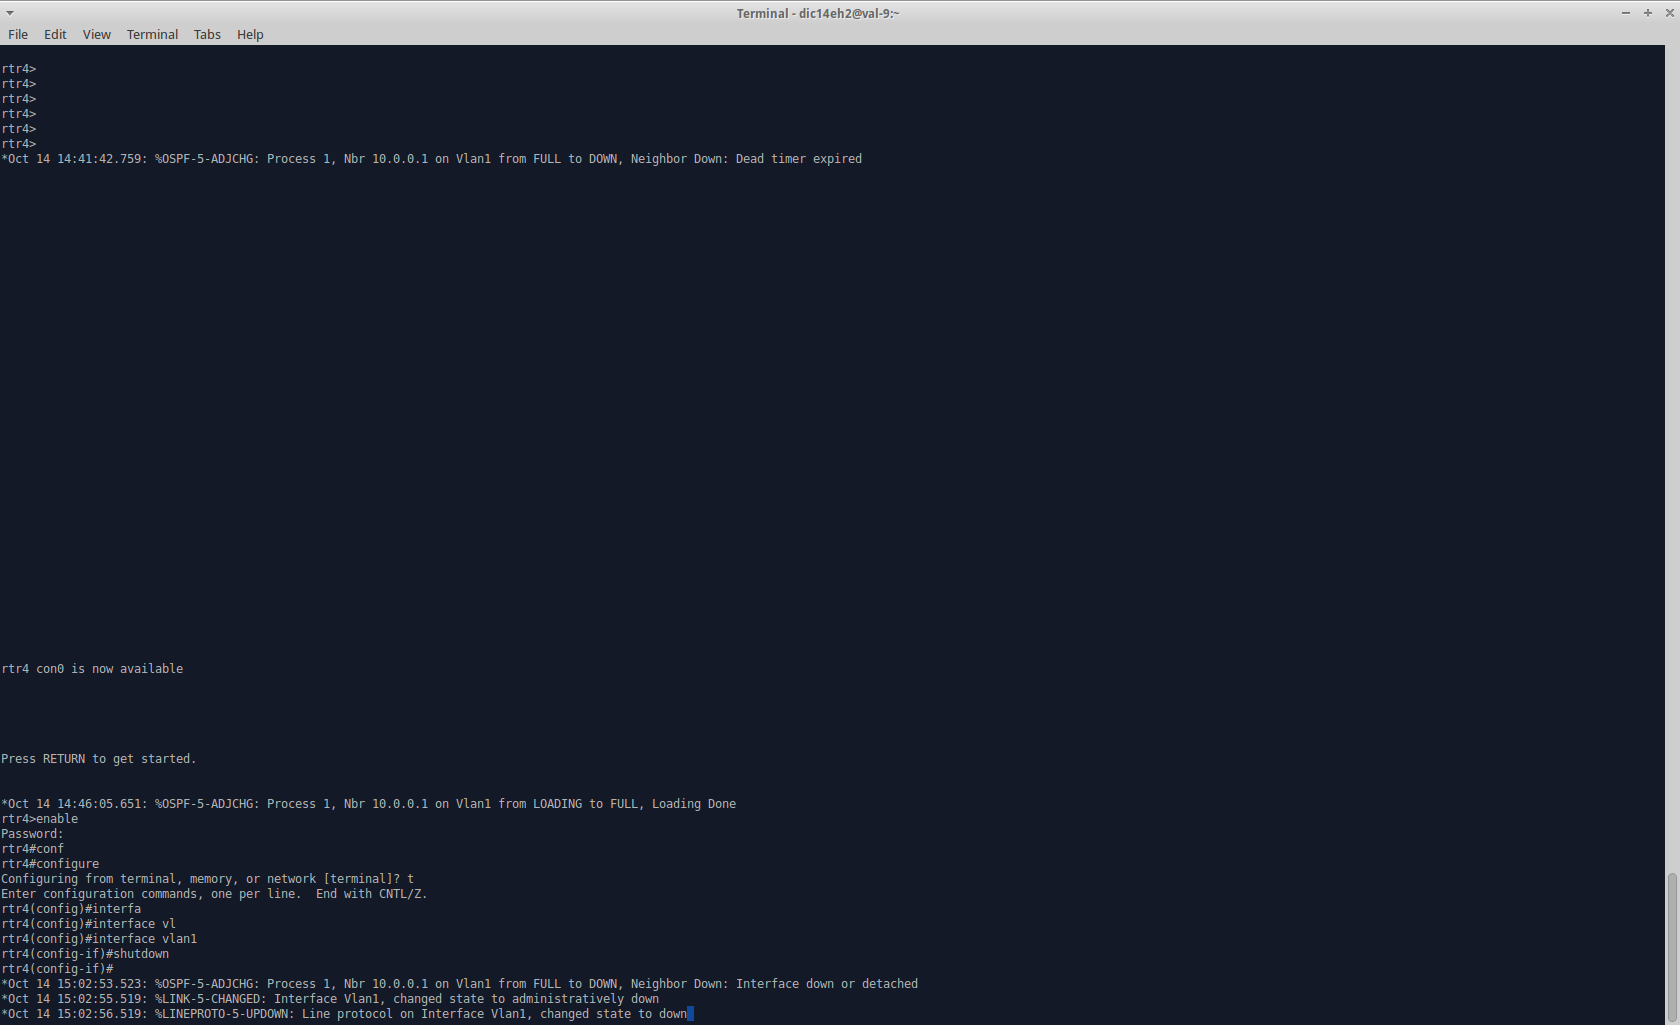 Terminal - dic14eh2@val-9:~
File Edit View Terminal Tabs Help
rtr4>
rtr4>
rtr4>
rtr4>
rtr4>
rtr4>
*Oct 14 14:41:42.759: %OSPF-5-ADJCHG: Process 1, Nbr 10.0.0.1 on Vlan1 from FULL to DOWN, Neighbor Down: Dead timer expired
rtr4 con0 is now available
Press RETURN to get started.
*Oct 14 14:46:05.651: %OSPF-5-ADJCHG: Process 1, Nbr 10.0.0.1 on Vlan1 from LOADING to FULL, Loading Done
rtr4>enable
Password:
rtr4#conf
rtr4#configure
Configuring from terminal, memory, or network [terminal]? t
Enter configuration commands, one per line.  End with CNTL/Z.
rtr4(config)#interfa
rtr4(config)#interface vl
rtr4(config)#interface vlan1
rtr4(config-if)#shutdown
rtr4(config-if)#
*Oct 14 15:02:53.523: %OSPF-5-ADJCHG: Process 1, Nbr 10.0.0.1 on Vlan1 from FULL to DOWN, Neighbor Down: Interface down or detached
*Oct 14 15:02:55.519: %LINK-5-CHANGED: Interface Vlan1, changed state to administratively down
*Oct 14 15:02:56.519: %LINEPROTO-5-UPDOWN: Line protocol on Interface Vlan1, changed state to down